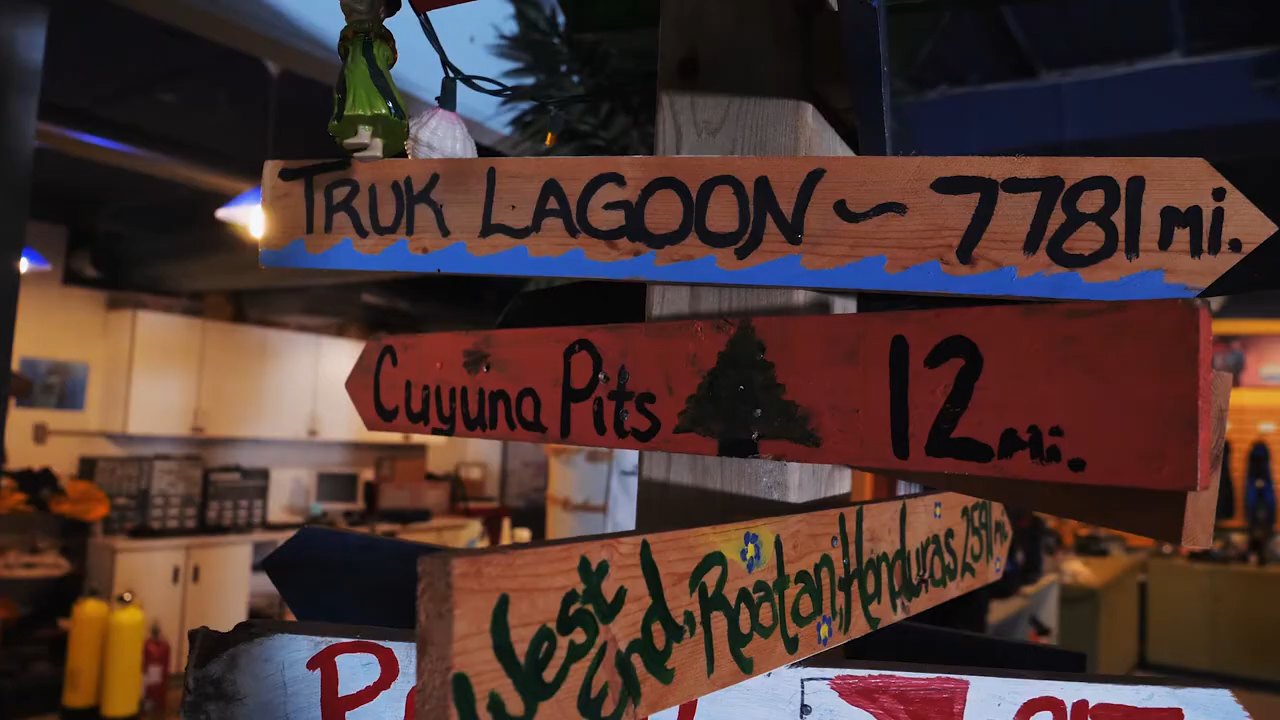 TRUK LAGOON ~ 7781 mi.
Cuyuna Pits 12 mi.
West End, Roatan, Honduras 2591 mi.